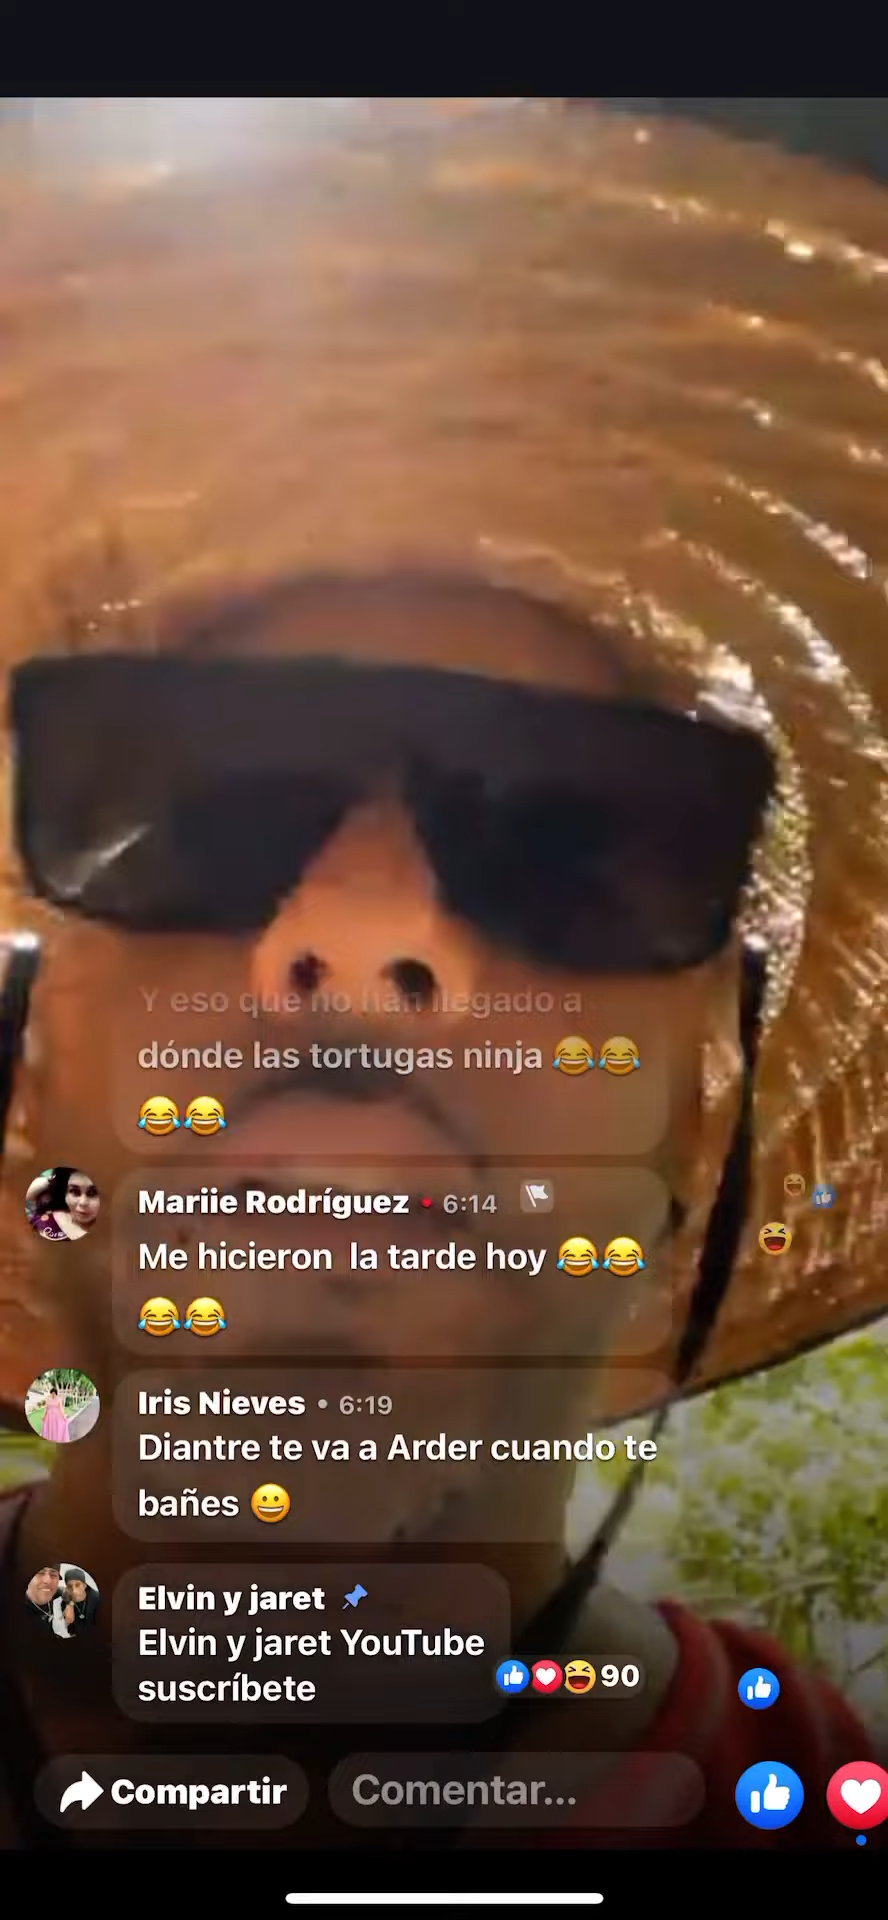 Y eso que no han llegado a
dónde las tortugas ninja 😂😂
😂😂
Mariie Rodríguez • 6:14
Me hicieron la tarde hoy 😂😂
😂😂
Iris Nieves • 6:19
Diantre te va a Arder cuando te
bañes 😀
Elvin y jaret 📌
Elvin y jaret YouTube
suscríbete
90
Compartir
Comentar...